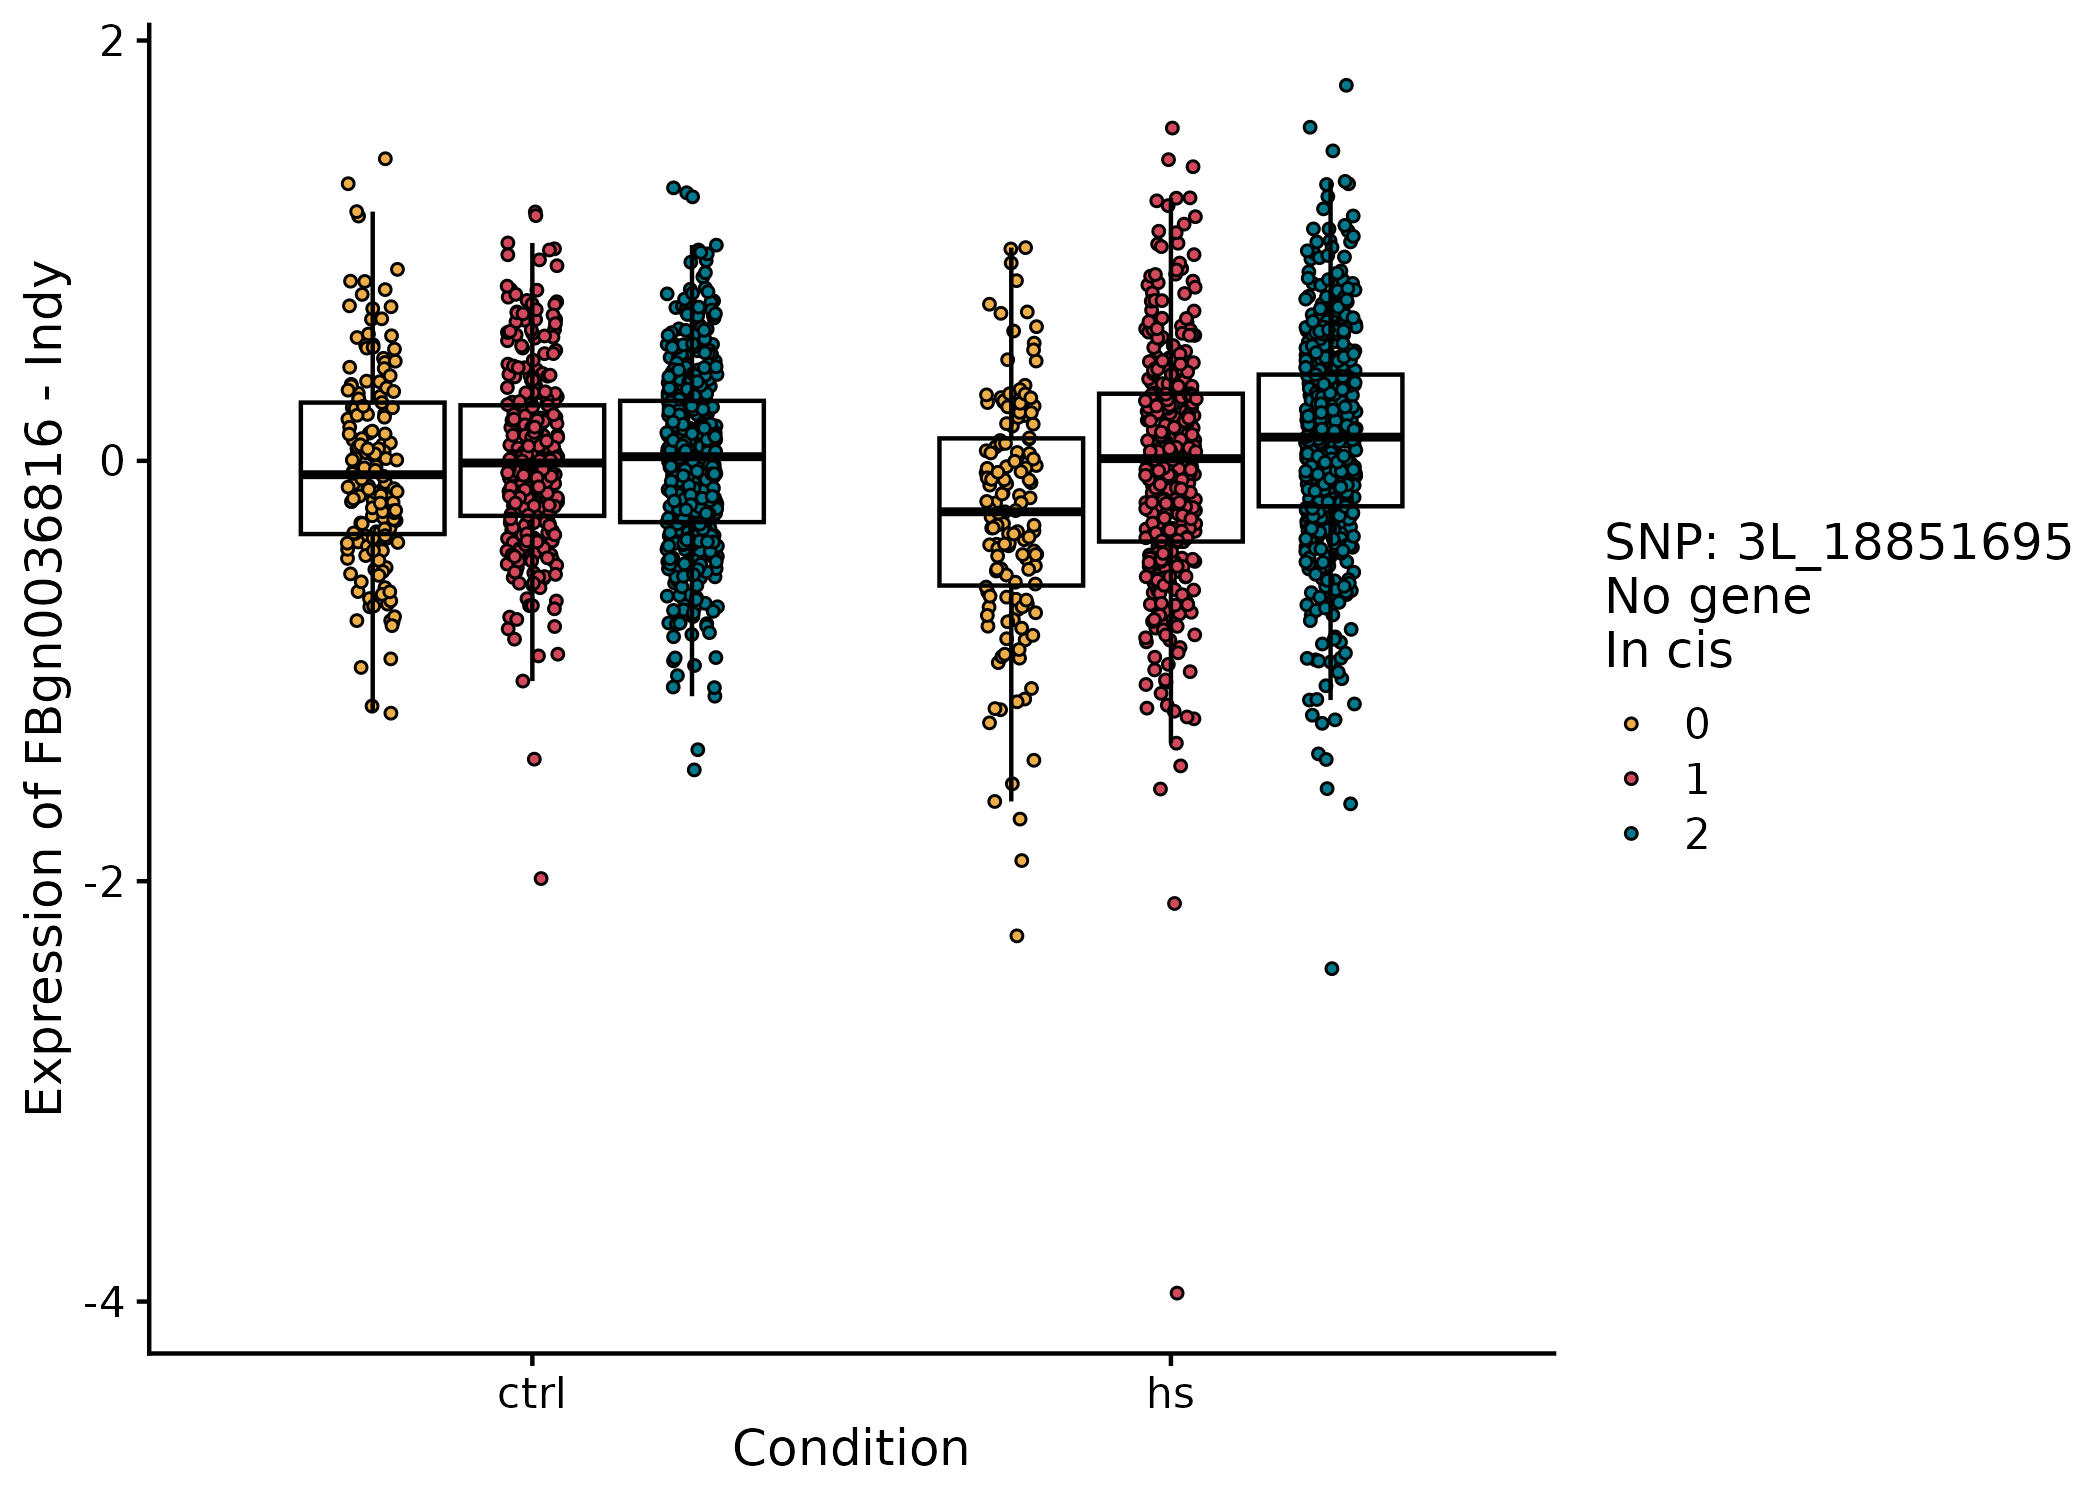 Expression of FBgn0036816 - Indy
2
0
-2
-4
ctrl
hs
Condition
SNP: 3L_18851695
No gene
In cis
0
1
2